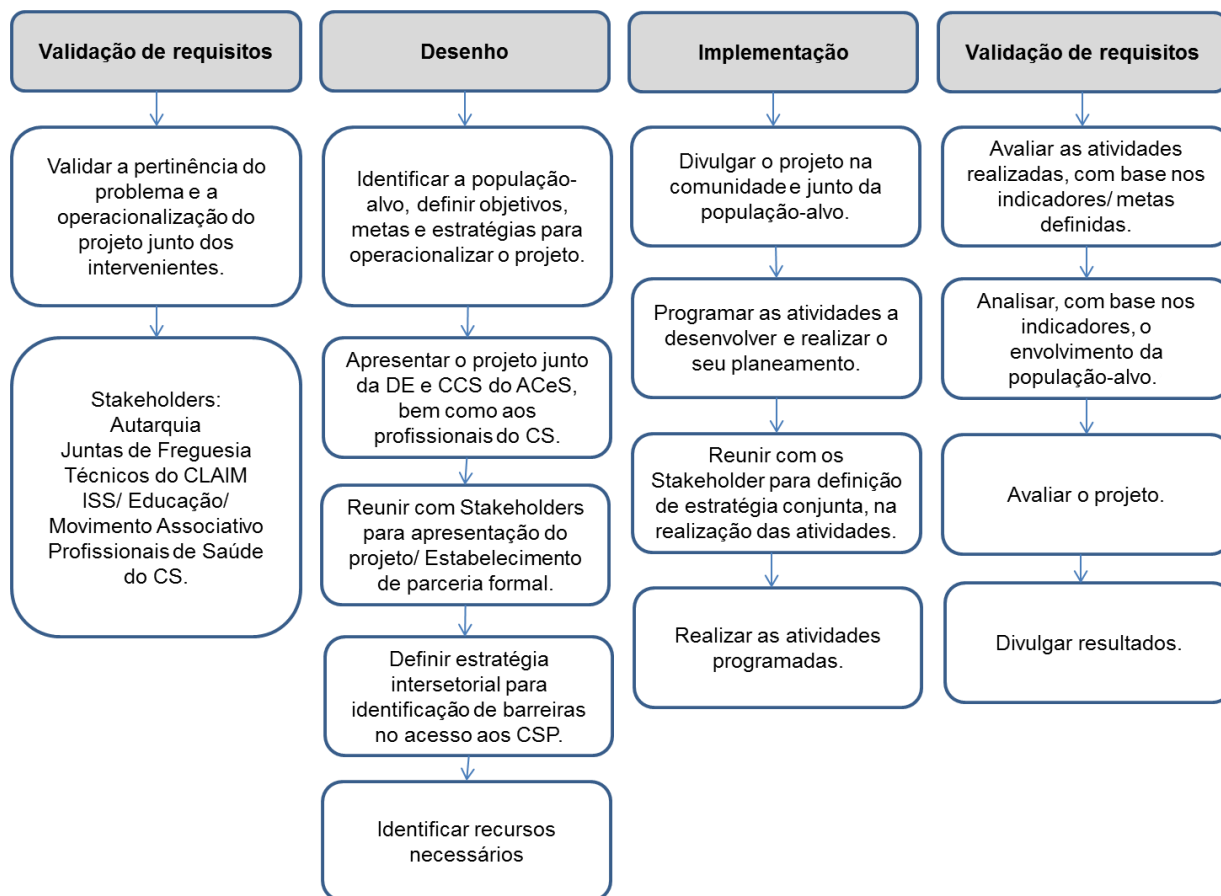 Validação de requisitos
Validar a pertinência do
problema e a
operacionalização do
projeto junto dos
intervenientes.
Stakeholders:
Autarquia
Juntas de Freguesia
Técnicos do CLAIM
ISS/ Educação/
Movimento Associativo
Profissionais de Saúde
do CS.
Desenho
Identificar a população-
alvo, definir objetivos,
metas e estratégias para
operacionalizar o projeto.
Apresentar o projeto junto
da DE e CCS do ACeS,
bem como aos
profissionais do CS.
Reunir com Stakeholders
para apresentação do
projeto/ Estabelecimento
de parceria formal.
Definir estratégia
intersetorial para
identificação de barreiras
no acesso aos CSP.
Identificar recursos
necessários
Implementação
Divulgar o projeto na
comunidade e junto da
população-alvo.
Programar as atividades a
desenvolver e realizar o
seu planeamento.
Reunir com os
Stakeholder para definição
de estratégia conjunta, na
realização das atividades.
Realizar as atividades
programadas.
Validação de requisitos
Avaliar as atividades
realizadas, com base nos
indicadores/ metas
definidas.
Analisar, com base nos
indicadores, o
envolvimento da
população-alvo.
Avaliar o projeto.
Divulgar resultados.